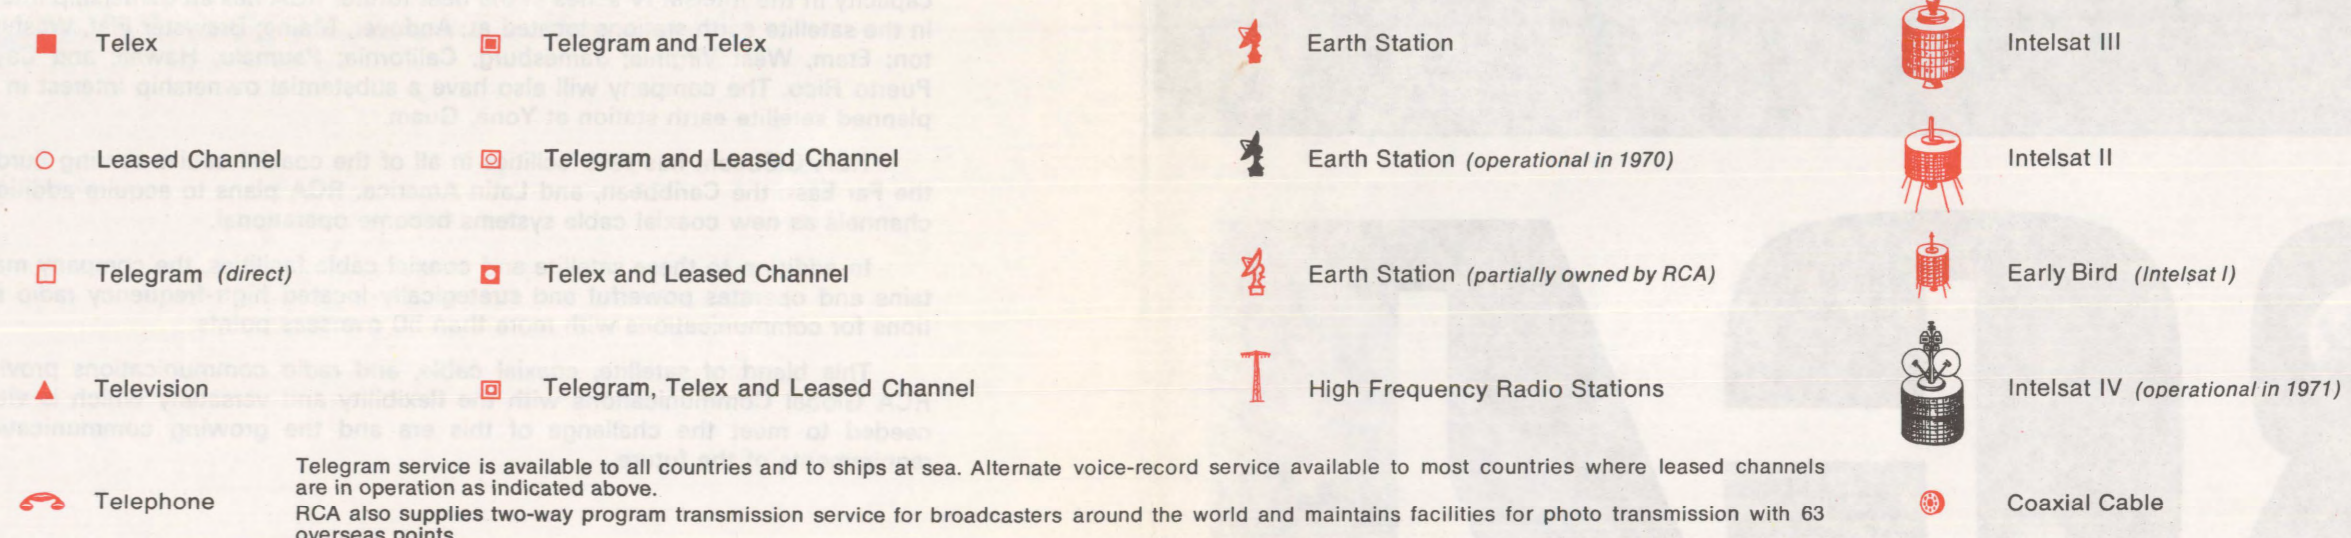 Telex
Leased Channel
Telegram (direct)
Television
Telephone
Telegram and Telex
Telegram and Leased Channel
Telex and Leased Channel
Telegram, Telex and Leased Channel
Earth Station
Earth Station (operational in 1970)
Earth Station (partially owned by RCA)
High Frequency Radio Stations
Intelsat III
Intelsat II
Early Bird (Intelsat I)
Intelsat IV (operational in 1971)
Coaxial Cable
Telegram service is available to all countries and to ships at sea. Alternate voice-record service available to most countries where leased channels
are in operation as indicated above.
RCA also supplies two-way program transmission service for broadcasters around the world and maintains facilities for photo transmission with 63
overseas points.